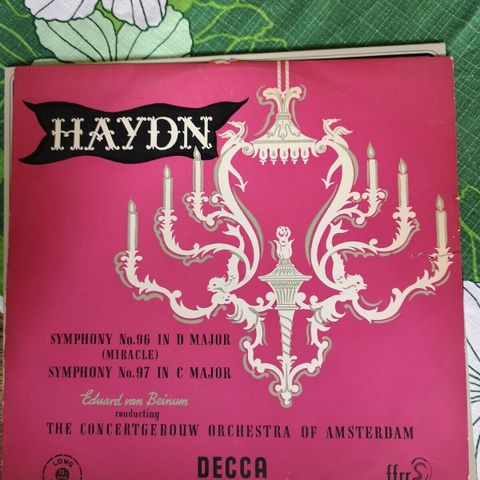 HAYDN
SYMPHONY No.96 IN D MAJOR
(MIRACLE)
SYMPHONY No.97 IN C MAJOR
Eduard van Beinum
conducting
THE CONCERTGEBOUW ORCHESTRA OF AMSTERDAM
LONG
DECCA
ffrr